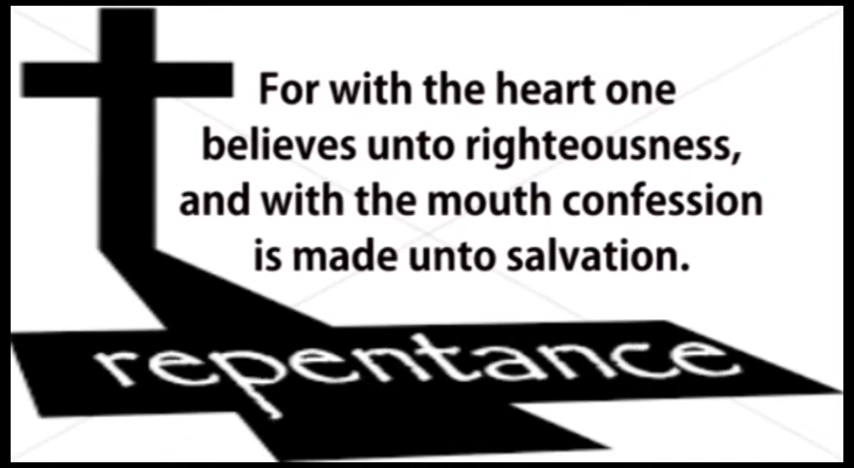 For with the heart one
believes unto righteousness,
and with the mouth confession
is made unto salvation.
repentance